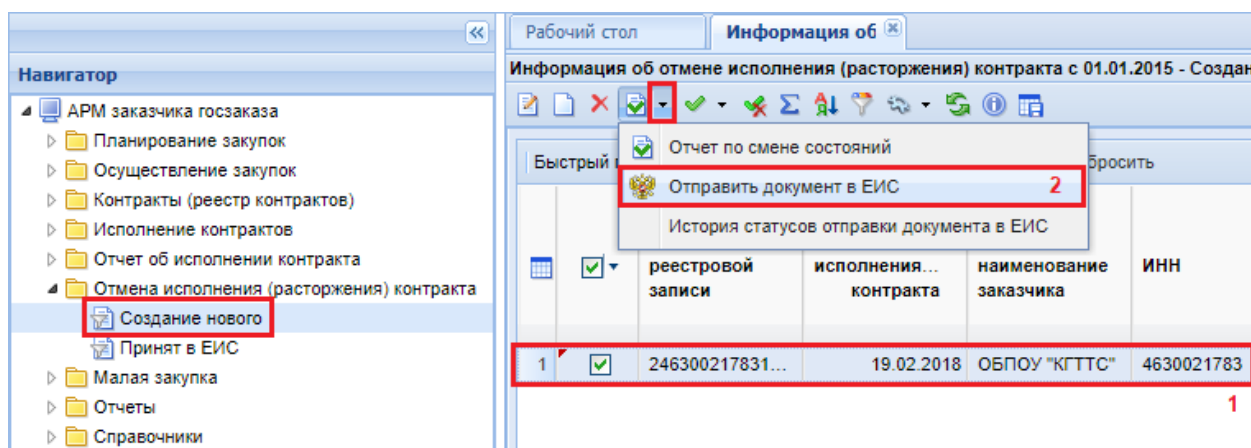 Рабочий стол
Информация об
Навигатор
Информация об отмене исполнения (расторжения) контракта с 01.01.2015 - Создан
АРМ заказчика госзаказа
Планирование закупок
Осуществление закупок
Контракты (реестр контрактов)
Исполнение контрактов
Отчет об исполнении контракта
Отмена исполнения (расторжения) контракта
Создание нового
Принят в ЕИС
Малая закупка
Отчеты
Справочники
Отчет по смене состояний
Отправить документ в ЕИС 2
История статусов отправки документа в ЕИС
Быстрый
реестровой записи
исполнения... контракта
наименование заказчика
ИНН
1 246300217831... 19.02.2018 ОБПОУ "КГТТС" 4630021783
1